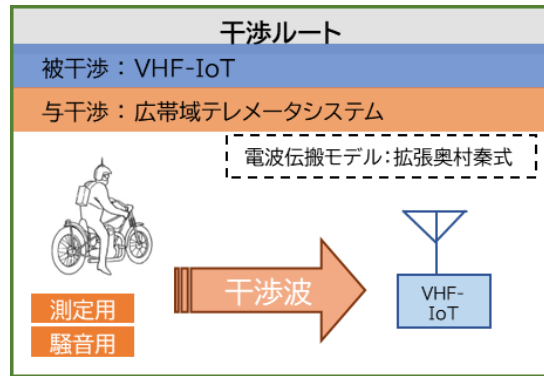 干渉ルート
被干渉：VHF-IoT
与干渉：広帯域テレメータシステム
電波伝搬モデル：拡張奥村秦式
干渉波
VHF-
IoT
測定用
騒音用